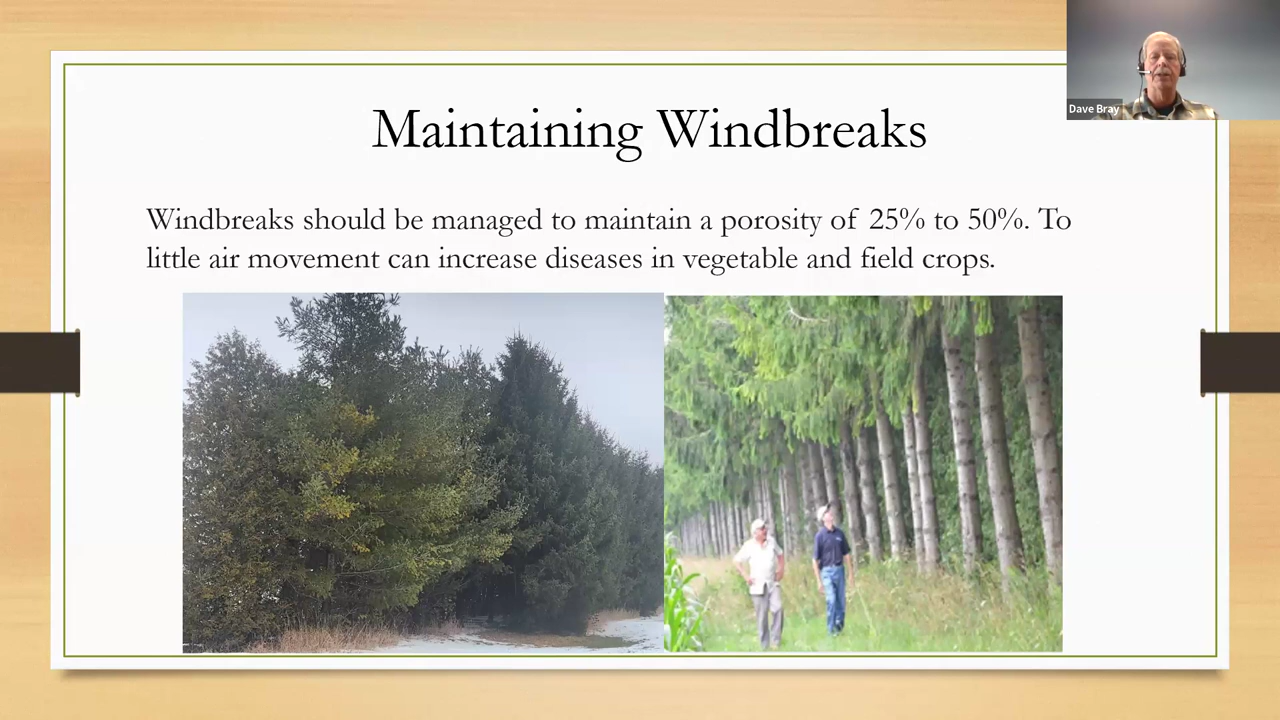 Dave Bray
Maintaining Windbreaks
Windbreaks should be managed to maintain a porosity of 25% to 50%. To
little air movement can increase diseases in vegetable and field crops.